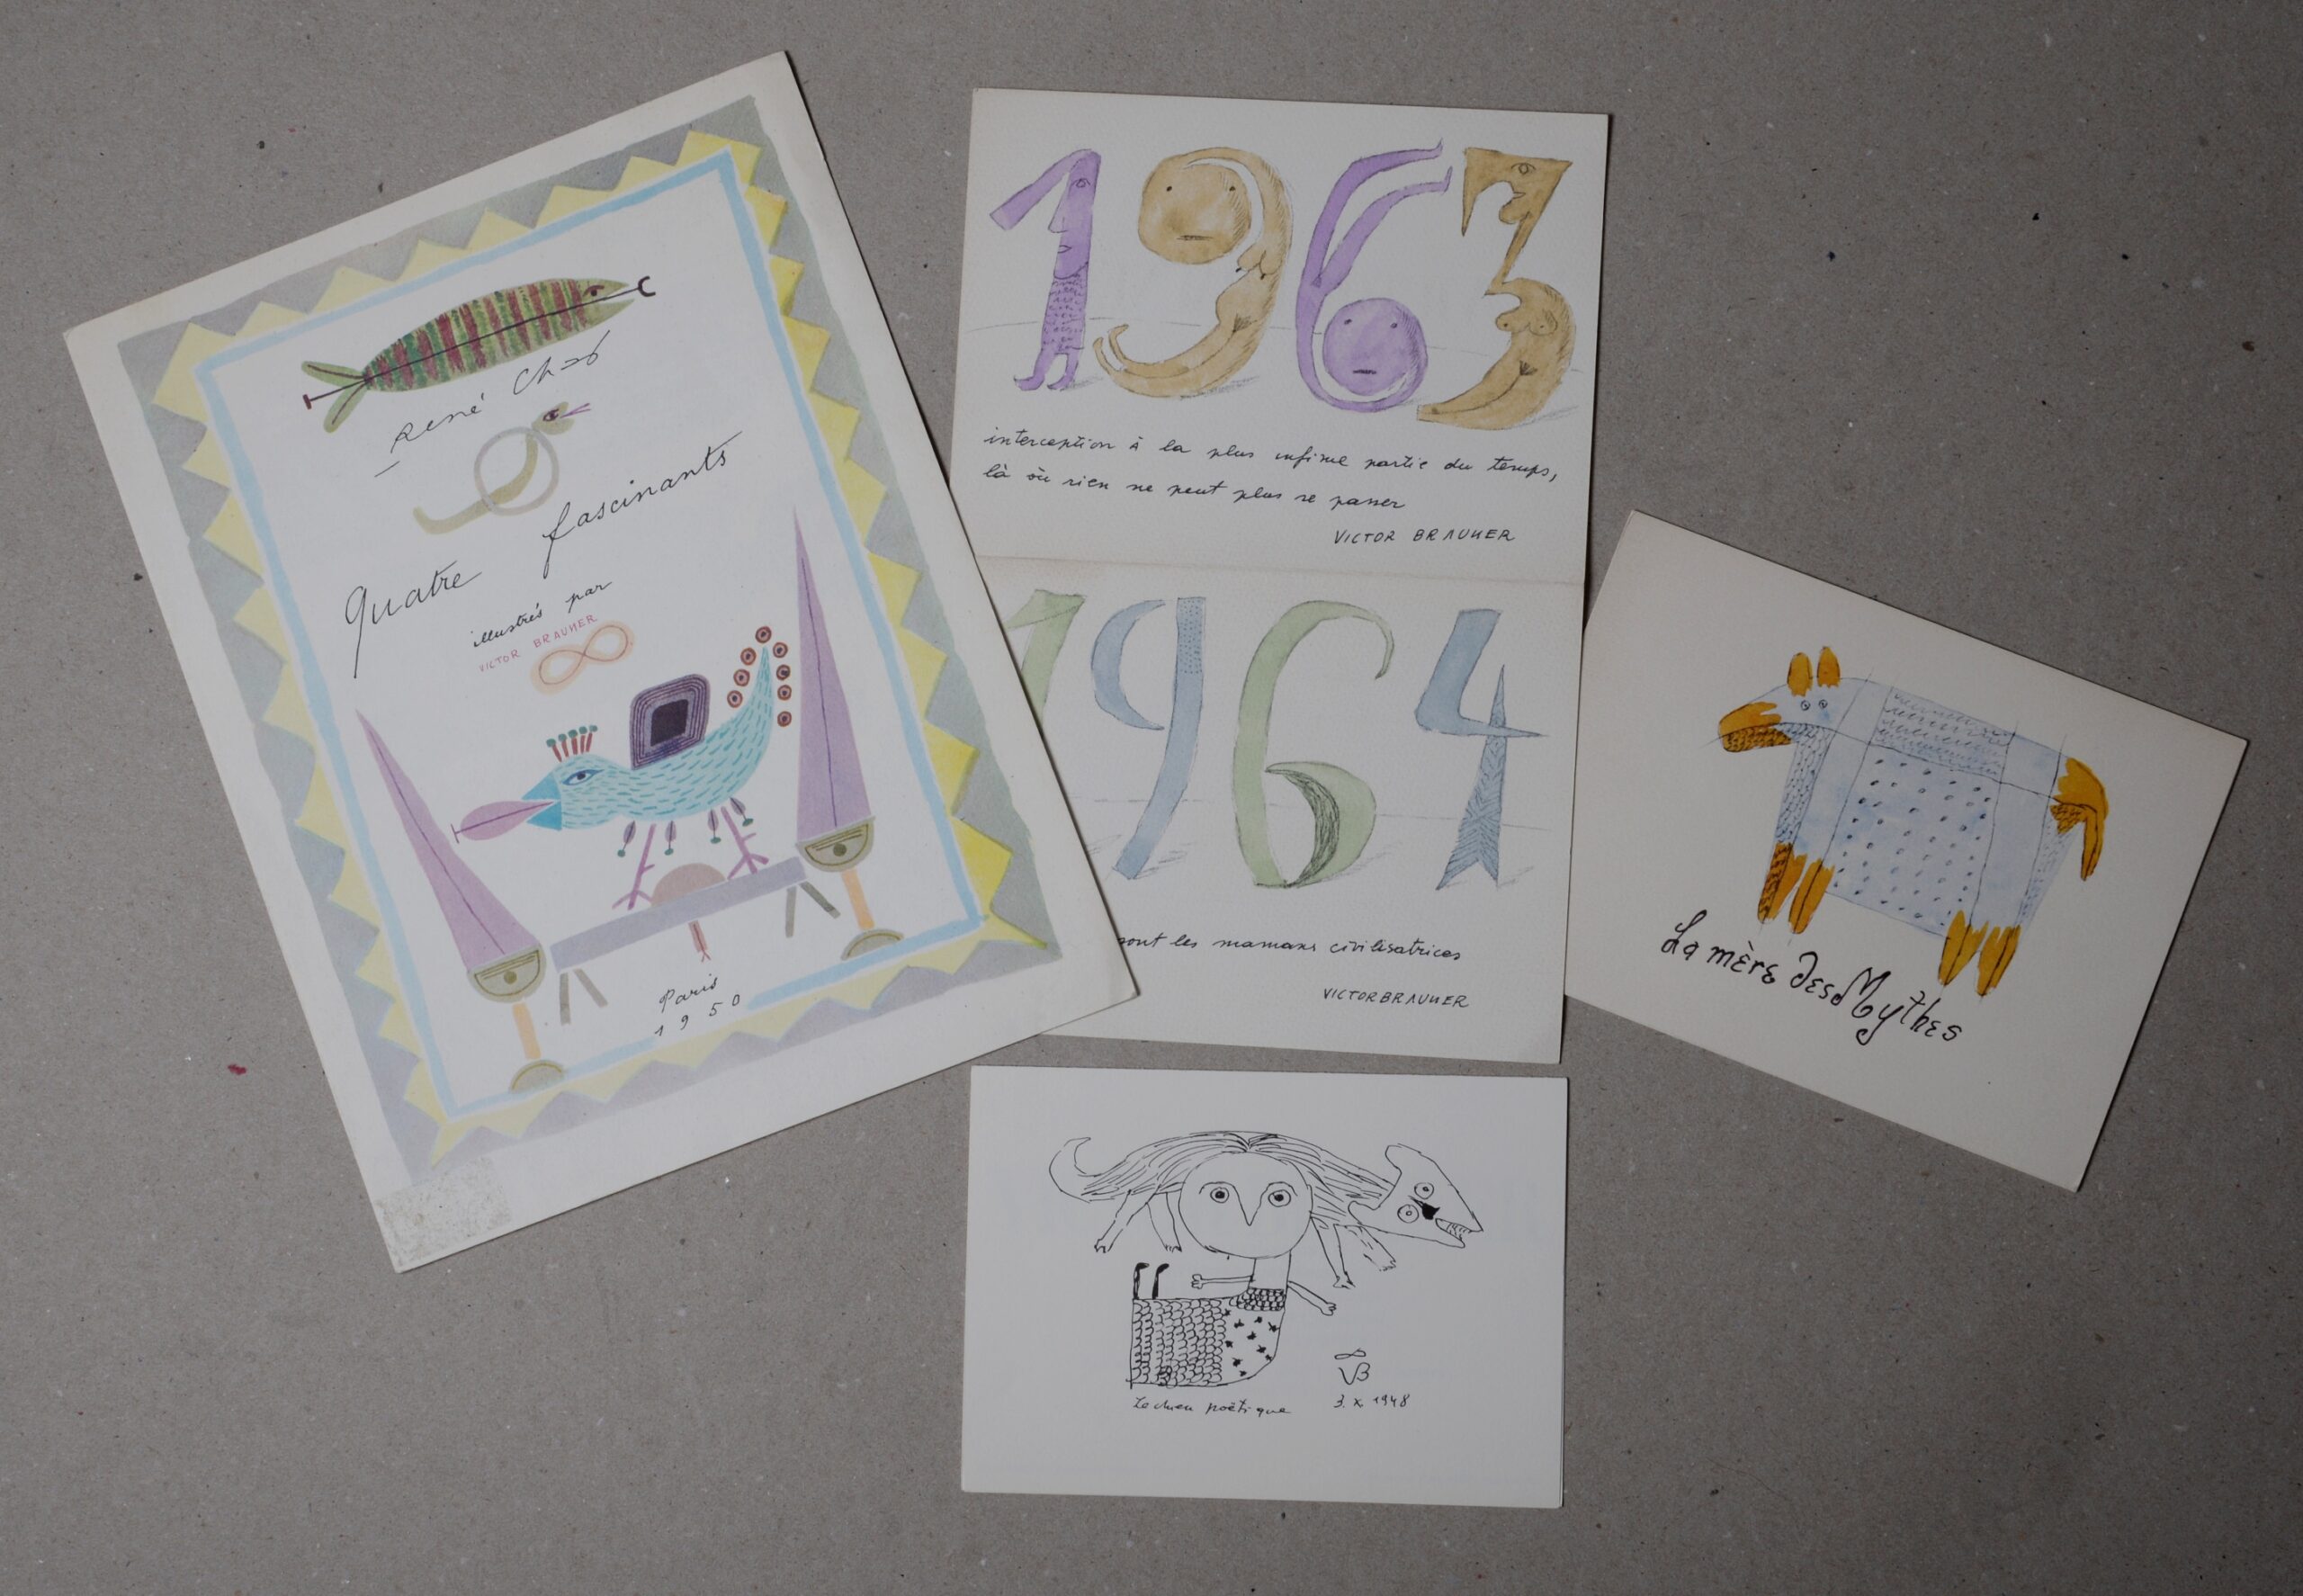 René Char
Quatre fascinants
illustrés par
VICTOR BRAUNER
Paris
1950
1963
interception à la plus infime partie du temps,
là où rien ne peut plus se passer
VICTOR BRAUNER
1964
sont les mamans civilisatrices
VICTOR BRAUNER
La mère des Mythes
VB
Le chien poètique 3. X. 1948